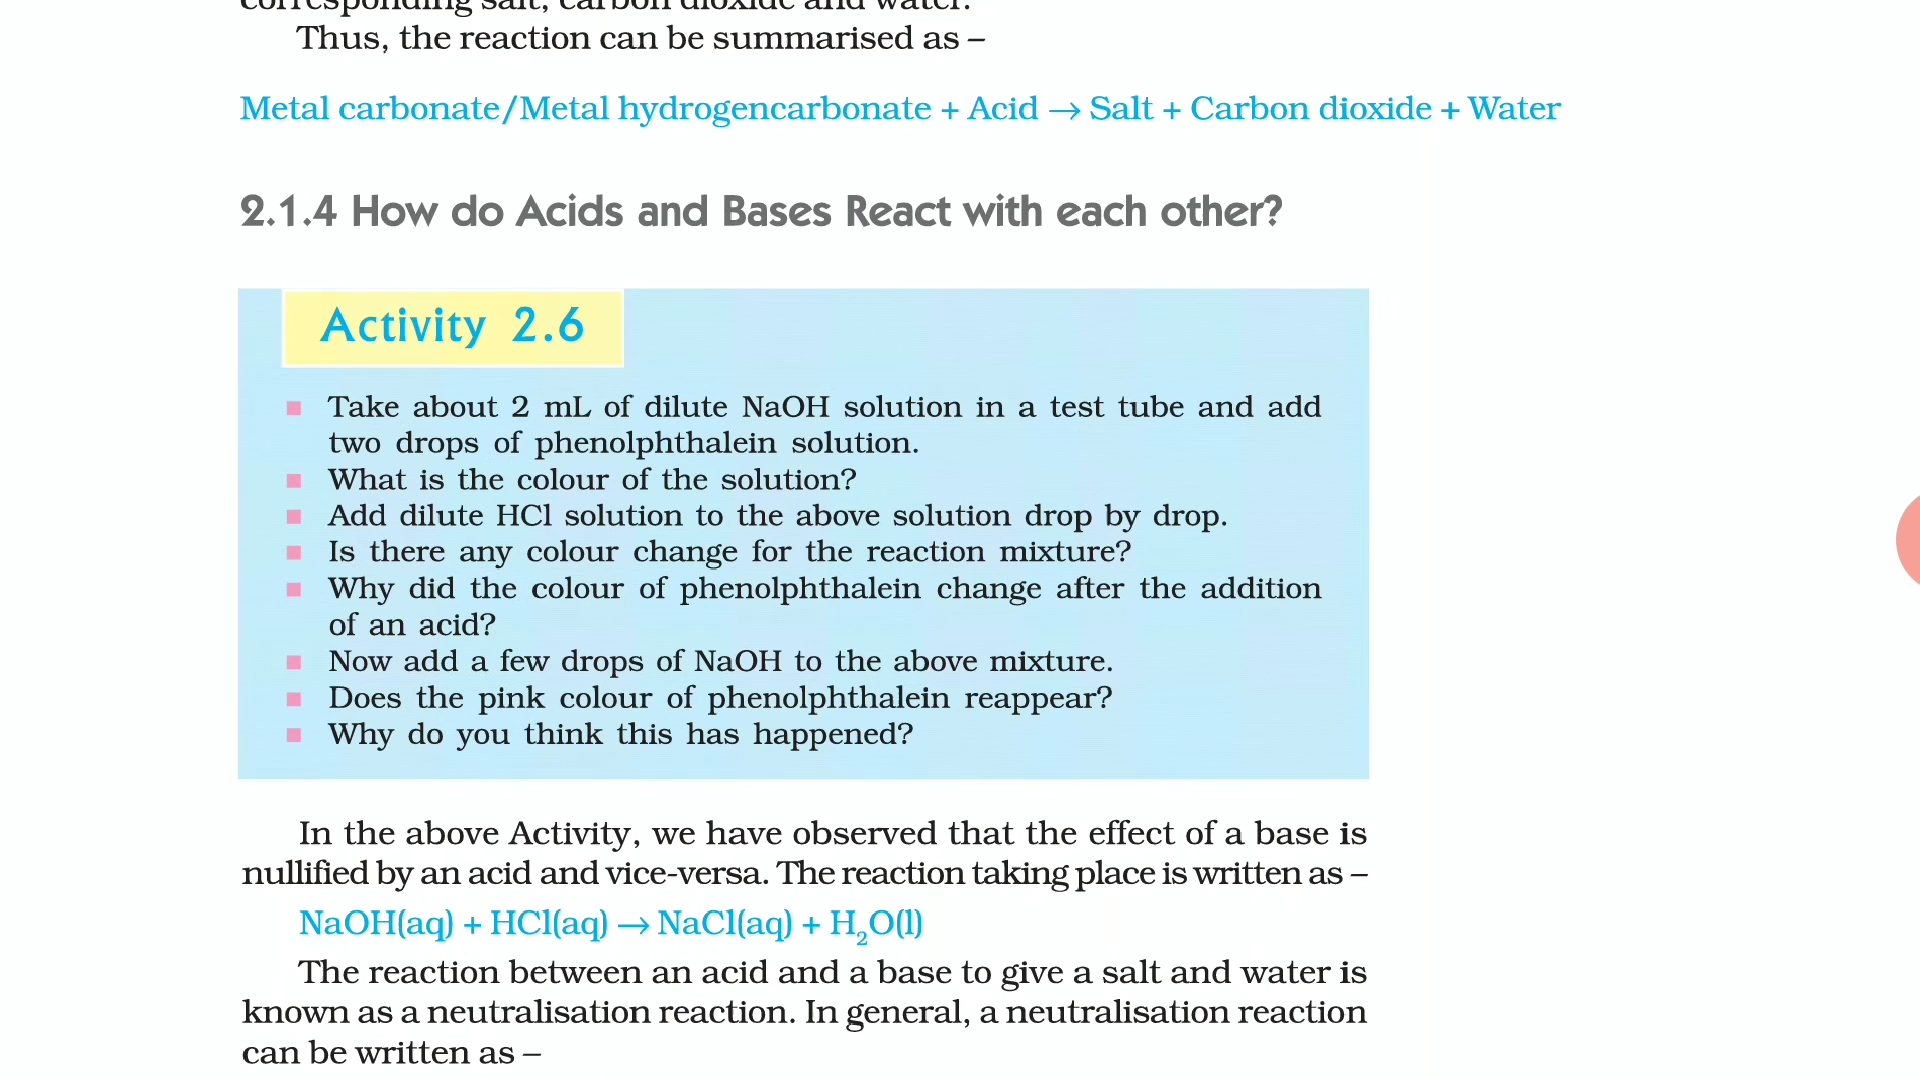 corresponding salt, carbon dioxide and water.
Thus, the reaction can be summarised as –
Metal carbonate/Metal hydrogencarbonate + Acid → Salt + Carbon dioxide + Water
2.1.4 How do Acids and Bases React with each other?
Activity 2.6
■ Take about 2 mL of dilute NaOH solution in a test tube and add
two drops of phenolphthalein solution.
■ What is the colour of the solution?
■ Add dilute HCl solution to the above solution drop by drop.
■ Is there any colour change for the reaction mixture?
■ Why did the colour of phenolphthalein change after the addition
of an acid?
■ Now add a few drops of NaOH to the above mixture.
■ Does the pink colour of phenolphthalein reappear?
■ Why do you think this has happened?
In the above Activity, we have observed that the effect of a base is
nullified by an acid and vice-versa. The reaction taking place is written as –
NaOH(aq) + HCl(aq) → NaCl(aq) + H₂O(l)
The reaction between an acid and a base to give a salt and water is
known as a neutralisation reaction. In general, a neutralisation reaction
can be written as –